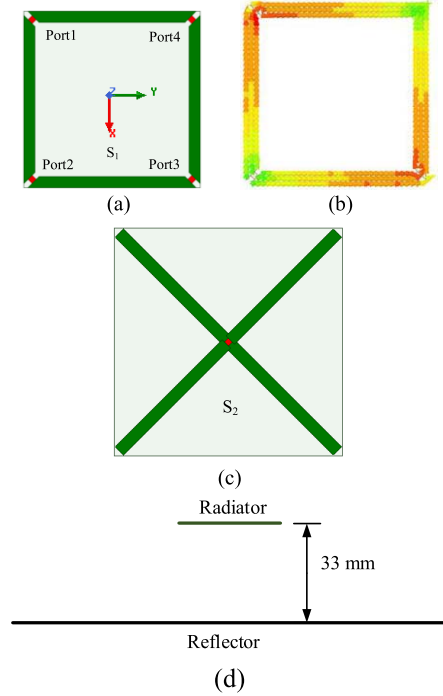 Port1 Port4
Z Y
X
S1
Port2 Port3
(a) (b)
S2
(c)
Radiator
33 mm
Reflector
(d)